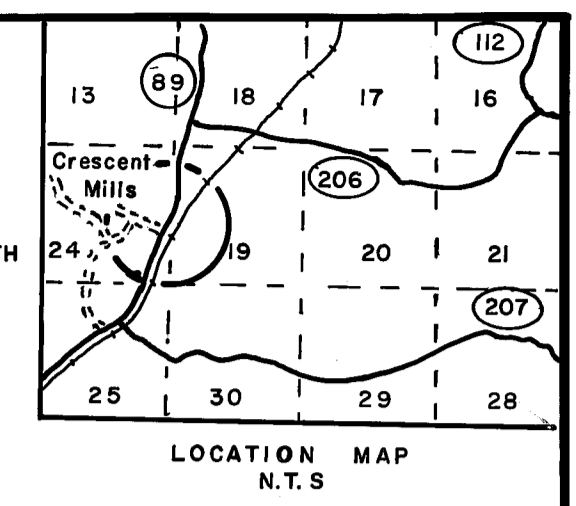 112
89
13 18 17 16
Crescent
Mills
206
TH
24 19 20 21
207
25 30 29 28
LOCATION MAP
N.T.S